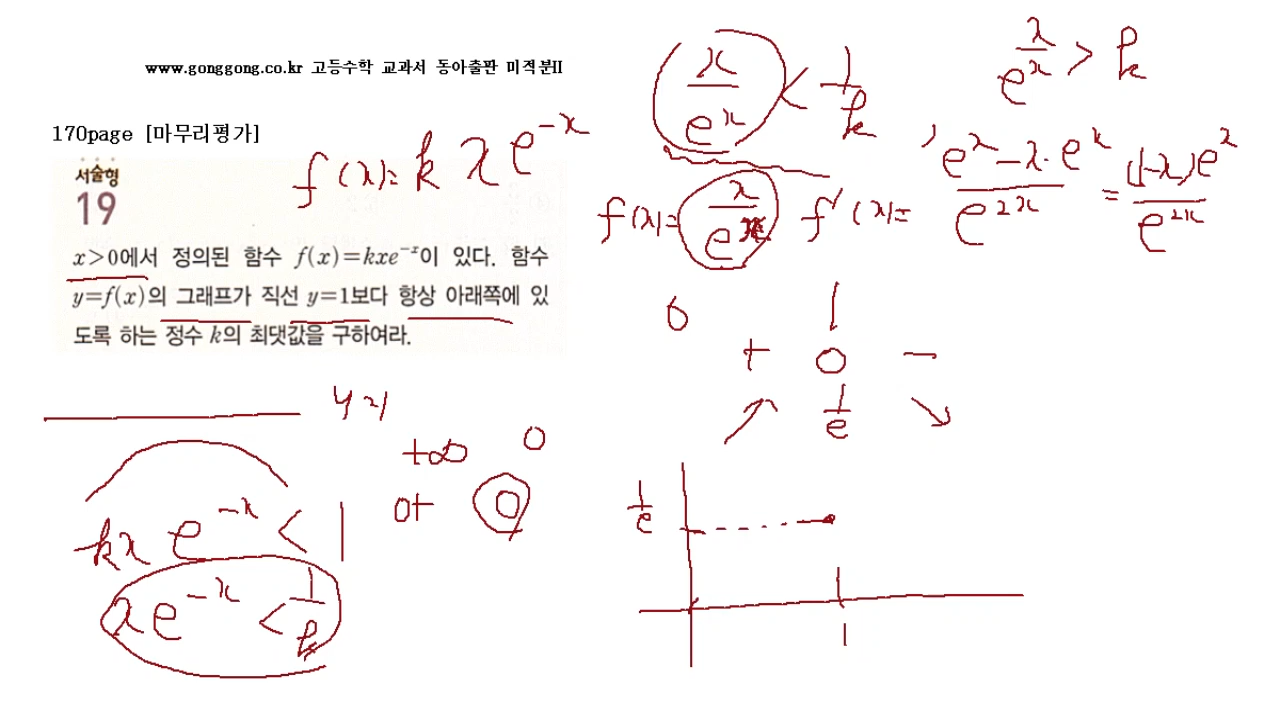 www.gonggong.co.kr 고등수학 교과서 동아출판 미적분II
170page [마무리평가]
서술형
19
x>0에서 정의된 함수 f(x)=kxe^{-x}이 있다. 함수
y=f(x)의 그래프가 직선 y=1보다 항상 아래쪽에 있
도록 하는 정수 k의 최댓값을 구하여라.
f(x)=kxe^{-x}
y=1
+∞ 0
0+ 0
kxe^{-x}<1
xe^{-x}<1/k
x/e^x<1/k
x/e^x>k
f(x)=x/e^x f'(x)=(e^x-x·e^x)/e^{2x}=(1-x)e^x/e^{2x}
0 1
+ 0 -
↗ 1/e ↘
1/e
1